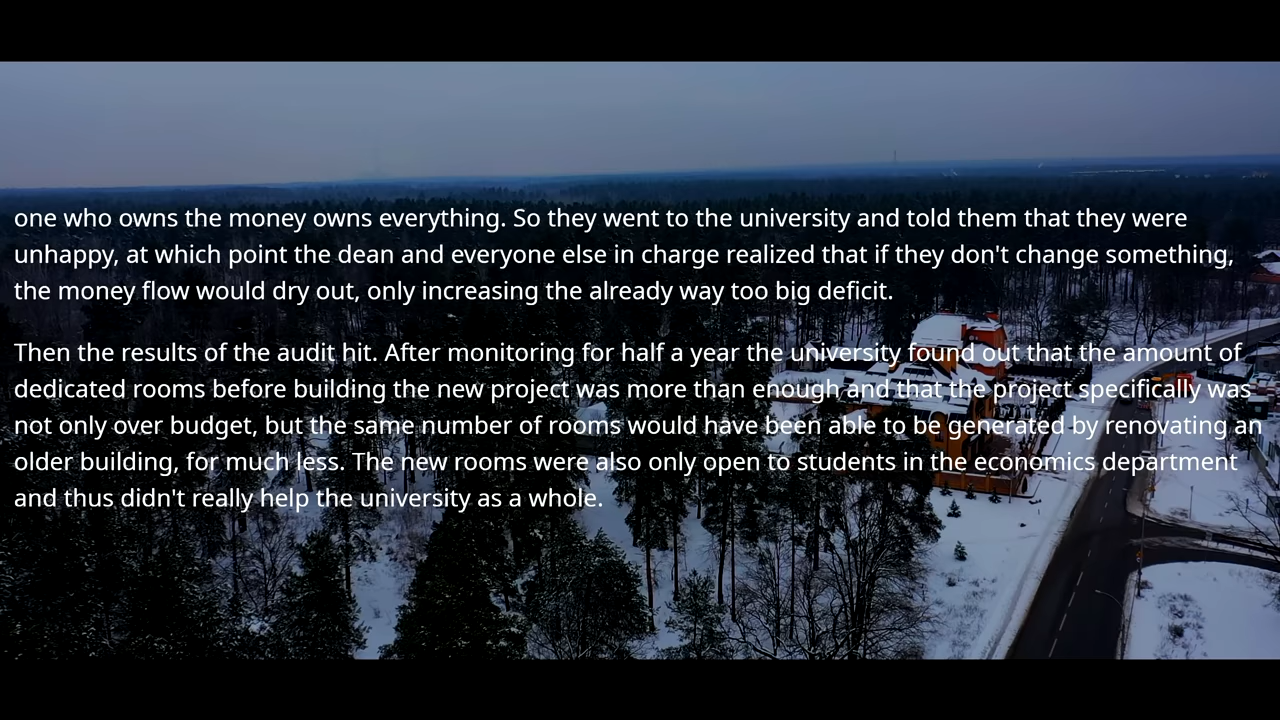 one who owns the money owns everything. So they went to the university and told them that they were
unhappy, at which point the dean and everyone else in charge realized that if they don't change something,
the money flow would dry out, only increasing the already way too big deficit.
Then the results of the audit hit. After monitoring for half a year the university found out that the amount of
dedicated rooms before building the new project was more than enough and that the project specifically was
not only over budget, but the same number of rooms would have been able to be generated by renovating an
older building, for much less. The new rooms were also only open to students in the economics department
and thus didn't really help the university as a whole.